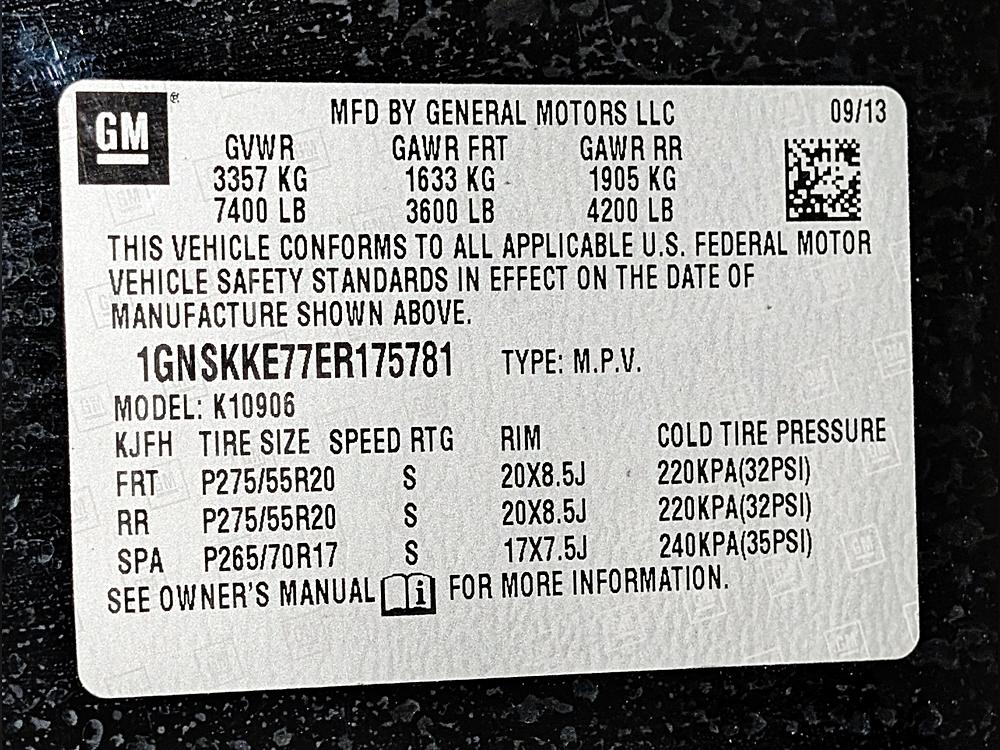 GM ® MFD BY GENERAL MOTORS LLC 09/13
GVWR GAWR FRT GAWR RR
3357 KG 1633 KG 1905 KG
7400 LB 3600 LB 4200 LB
THIS VEHICLE CONFORMS TO ALL APPLICABLE U.S. FEDERAL MOTOR
VEHICLE SAFETY STANDARDS IN EFFECT ON THE DATE OF
MANUFACTURE SHOWN ABOVE.
1GNSKKE77ER175781 TYPE: M.P.V.
MODEL: K10906
KJFH TIRE SIZE SPEED RTG RIM COLD TIRE PRESSURE
FRT P275/55R20 S 20X8.5J 220KPA(32PSI)
RR P275/55R20 S 20X8.5J 220KPA(32PSI)
SPA P265/70R17 S 17X7.5J 240KPA(35PSI)
SEE OWNER'S MANUAL i FOR MORE INFORMATION.